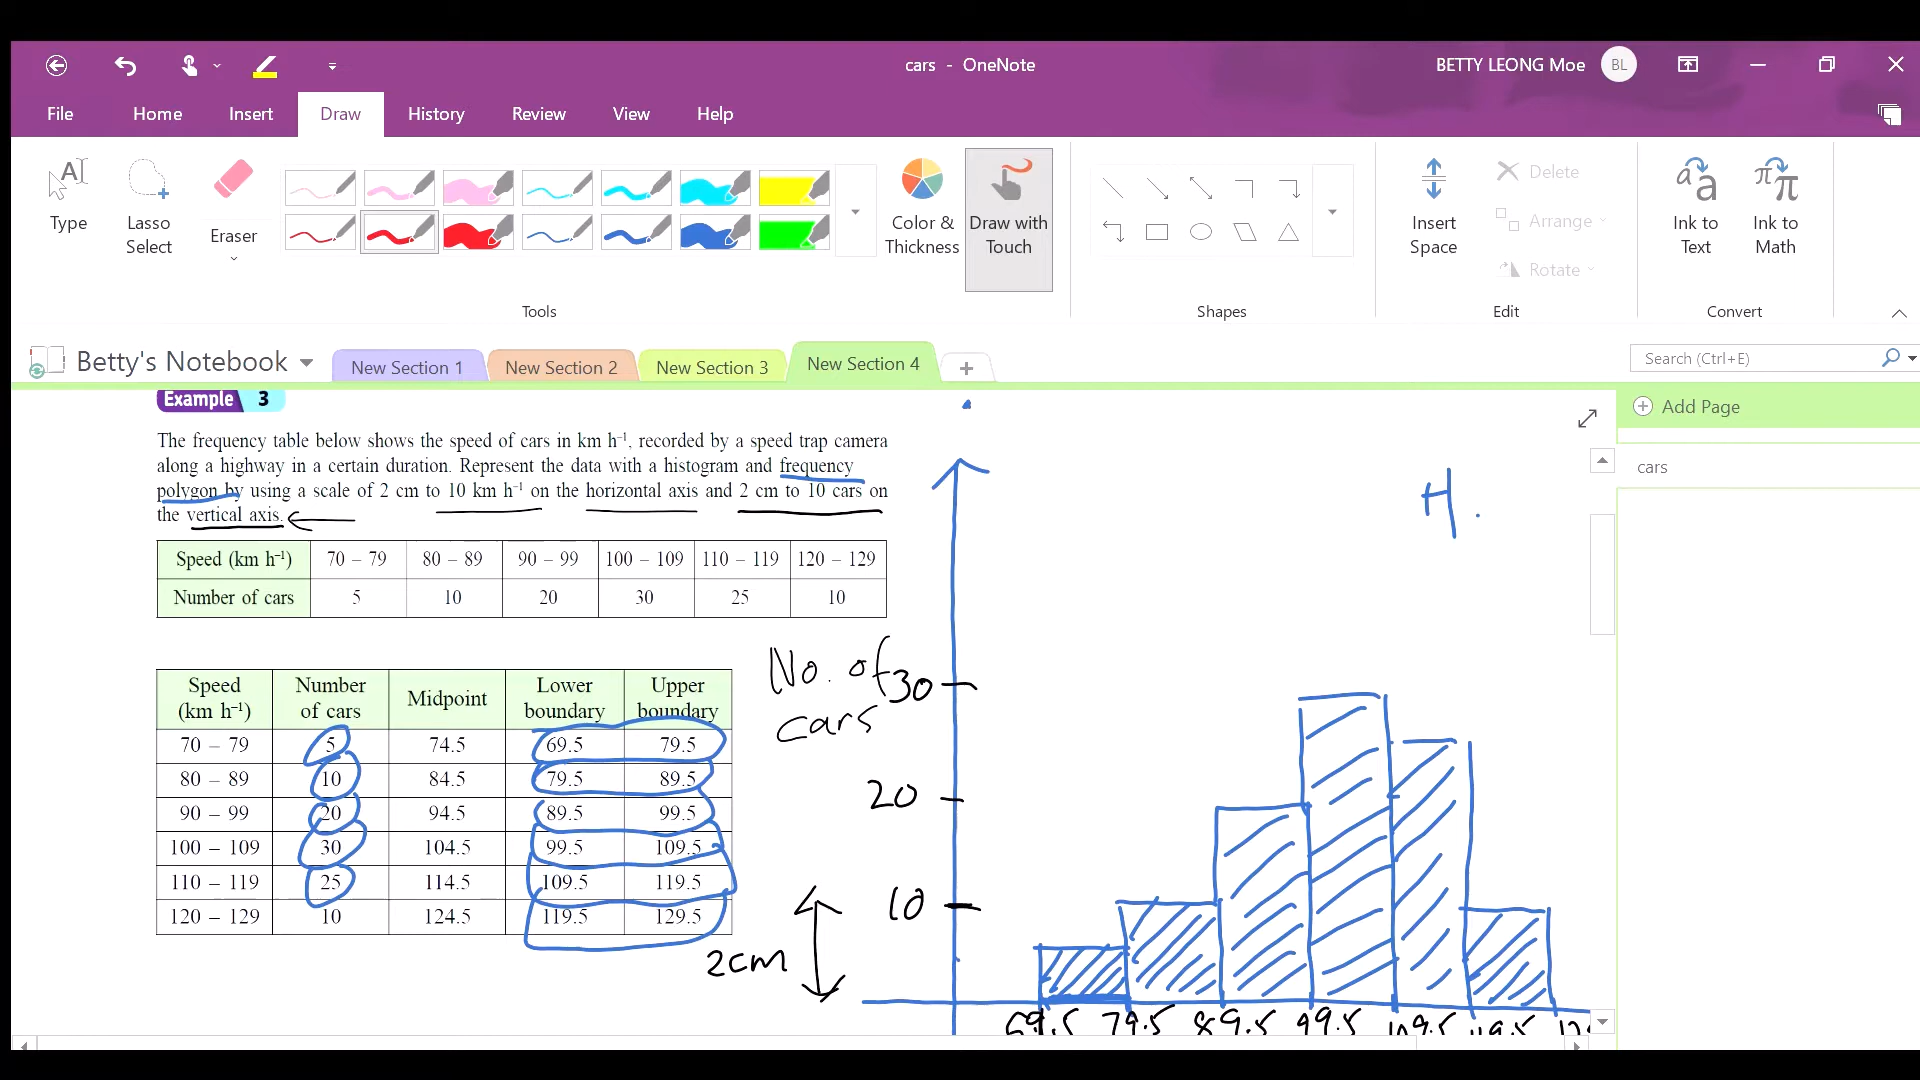 cars - OneNote
BETTY LEONG Moe
BL
File Home Insert Draw History Review View Help
Type
Lasso Select
Eraser
Color & Thickness
Draw with Touch
Insert Space
Delete
Arrange
Rotate
Ink to Text
Ink to Math
Tools
Shapes
Edit
Convert
Betty's Notebook
New Section 1
New Section 2
New Section 3
New Section 4
Search (Ctrl+E)
Add Page
cars
Example 3
The frequency table below shows the speed of cars in km h⁻¹, recorded by a speed trap camera
along a highway in a certain duration. Represent the data with a histogram and frequency
polygon by using a scale of 2 cm to 10 km h⁻¹ on the horizontal axis and 2 cm to 10 cars on
the vertical axis.
Speed (km h⁻¹) 70 – 79 80 – 89 90 – 99 100 – 109 110 – 119 120 – 129
Number of cars 5 10 20 30 25 10
Speed (km h⁻¹) Number of cars Midpoint Lower boundary Upper boundary
70 – 79 5 74.5 69.5 79.5
80 – 89 10 84.5 79.5 89.5
90 – 99 20 94.5 89.5 99.5
100 – 109 30 104.5 99.5 109.5
110 – 119 25 114.5 109.5 119.5
120 – 129 10 124.5 119.5 129.5
H.
No. of
cars
30
20
10
2cm
69.5 79.5 89.5 99.5 109.5 119.5